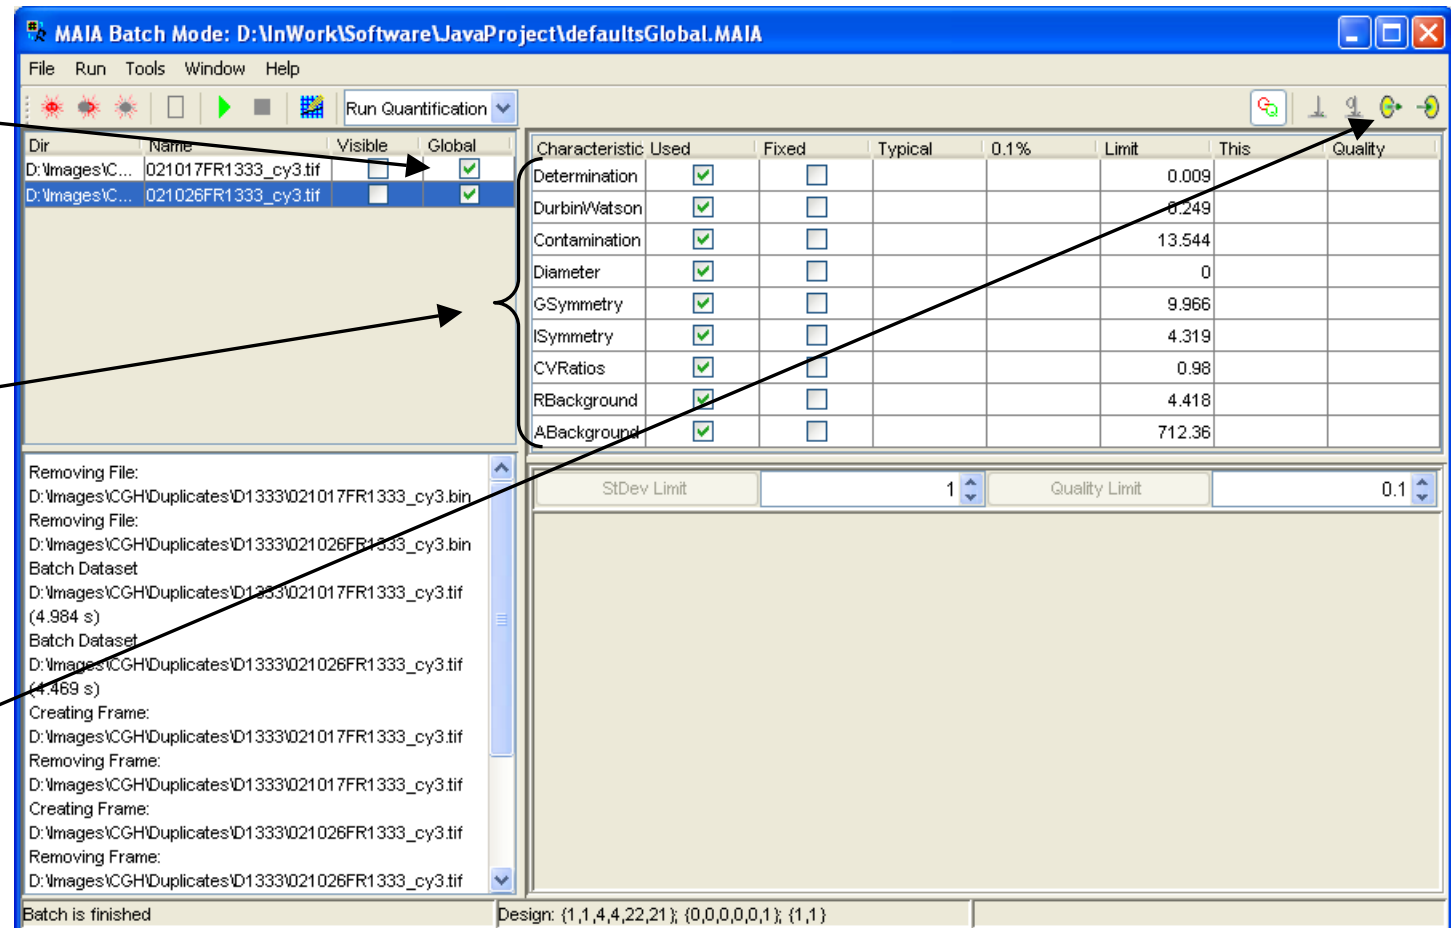 MAIA Batch Mode: D:\InWork\Software\JavaProject\defaultsGlobal.MAIA
File Run Tools Window Help
Run Quantification
Dir Name Visible Global
D:\Images\C... 021017FR1333_cy3.tif
D:\Images\C... 021026FR1333_cy3.tif
Characteristic Used Fixed Typical 0.1% Limit This Quality
Determination 0.009
DurbinWatson 0.249
Contamination 13.544
Diameter 0
GSymmetry 9.966
ISymmetry 4.319
CVRatios 0.98
RBackground 4.418
ABackground 712.36
Removing File:
D:\Images\CGH\Duplicates\D1333\021017FR1333_cy3.bin
Removing File:
D:\Images\CGH\Duplicates\D1333\021026FR1333_cy3.bin
Batch Dataset
D:\Images\CGH\Duplicates\D1333\021017FR1333_cy3.tif
(4.984 s)
Batch Dataset
D:\Images\CGH\Duplicates\D1333\021026FR1333_cy3.tif
(4.469 s)
Creating Frame:
D:\Images\CGH\Duplicates\D1333\021017FR1333_cy3.tif
Removing Frame:
D:\Images\CGH\Duplicates\D1333\021017FR1333_cy3.tif
Creating Frame:
D:\Images\CGH\Duplicates\D1333\021026FR1333_cy3.tif
Removing Frame:
D:\Images\CGH\Duplicates\D1333\021026FR1333_cy3.tif
StDev Limit 1 Quality Limit 0.1
Batch is finished
Design: {1,1,4,4,22,21}; {0,0,0,0,0,1}; {1,1}